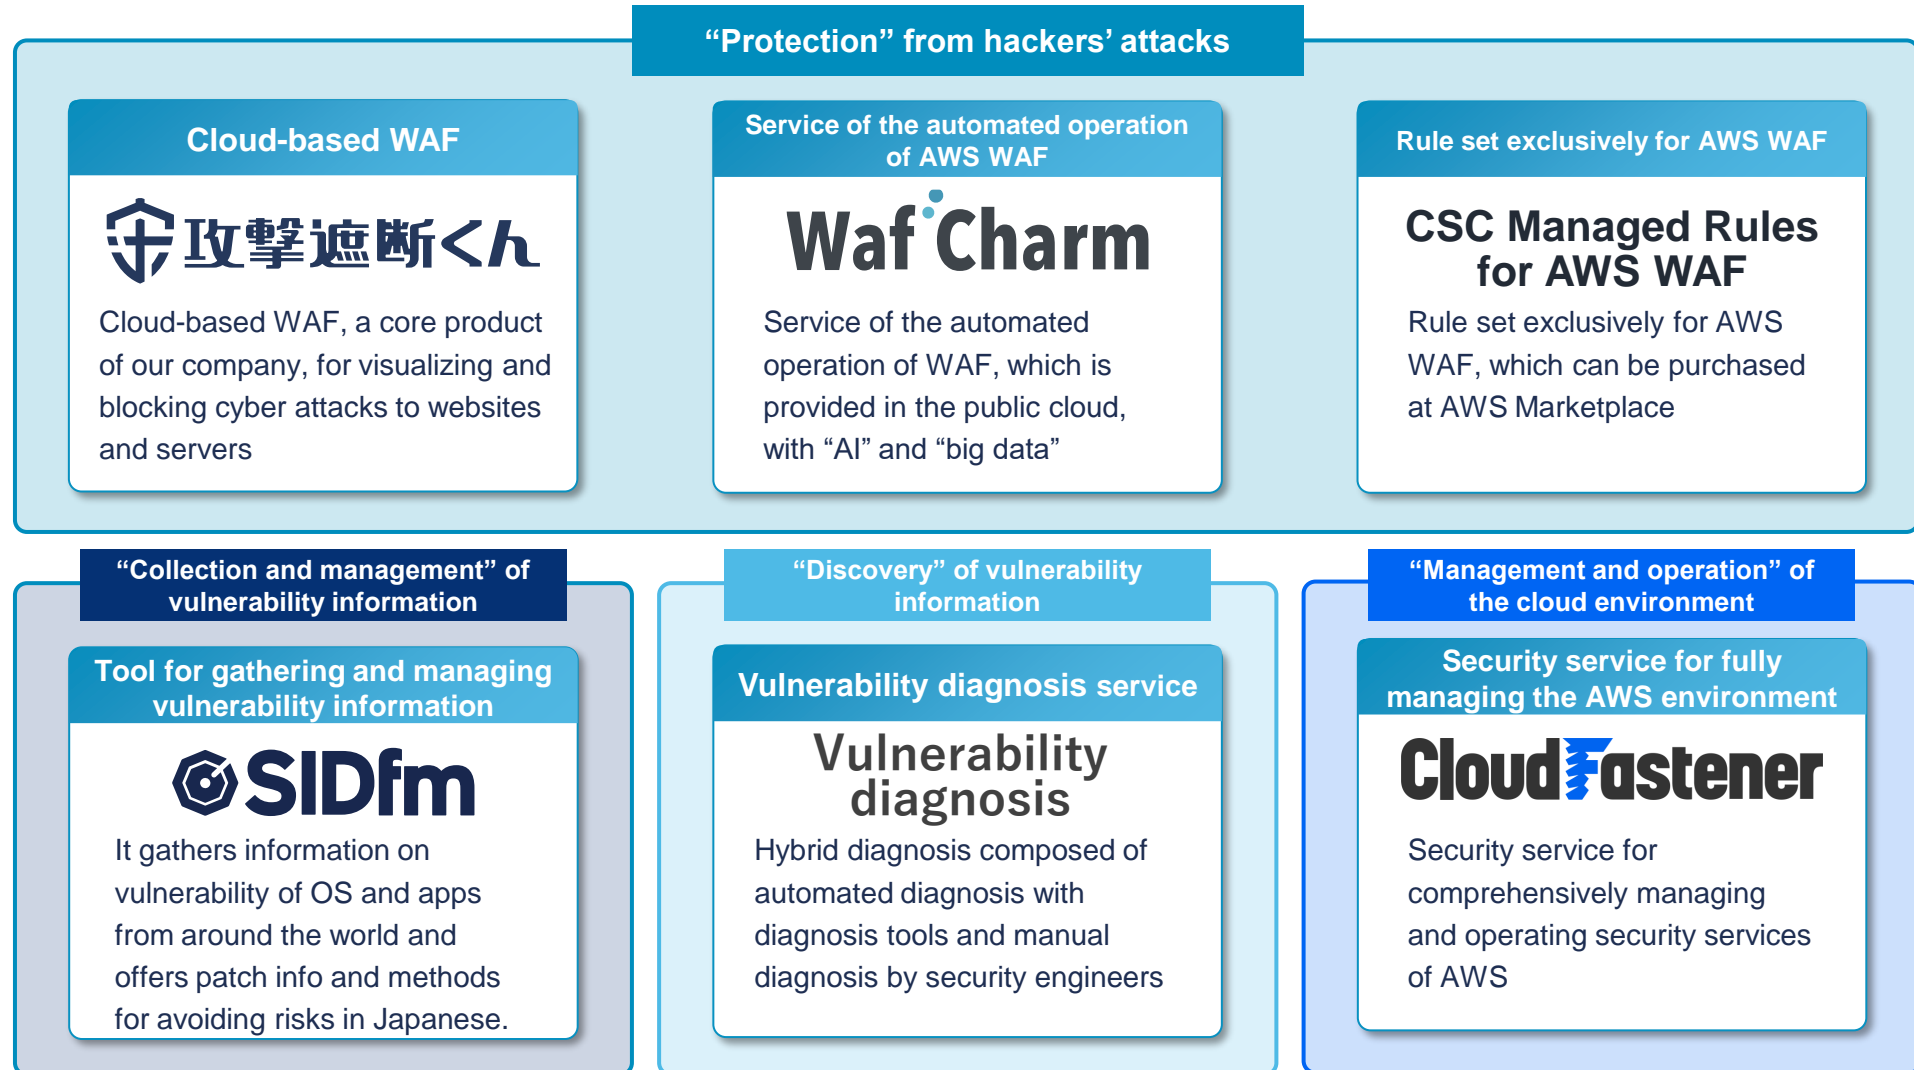 “Protection” from hackers’ attacks
Cloud-based WAF
攻撃遮断くん
Cloud-based WAF, a core product
of our company, for visualizing and
blocking cyber attacks to websites
and servers
Service of the automated operation
of AWS WAF
Waf Charm
Service of the automated
operation of WAF, which is
provided in the public cloud,
with “AI” and “big data”
Rule set exclusively for AWS WAF
CSC Managed Rules
for AWS WAF
Rule set exclusively for AWS
WAF, which can be purchased
at AWS Marketplace
“Collection and management” of
vulnerability information
Tool for gathering and managing
vulnerability information
SIDfm
It gathers information on
vulnerability of OS and apps
from around the world and
offers patch info and methods
for avoiding risks in Japanese.
“Discovery” of vulnerability
information
Vulnerability diagnosis service
Vulnerability
diagnosis
Hybrid diagnosis composed of
automated diagnosis with
diagnosis tools and manual
diagnosis by security engineers
“Management and operation” of
the cloud environment
Security service for fully
managing the AWS environment
CloudFastener
Security service for
comprehensively managing
and operating security services
of AWS